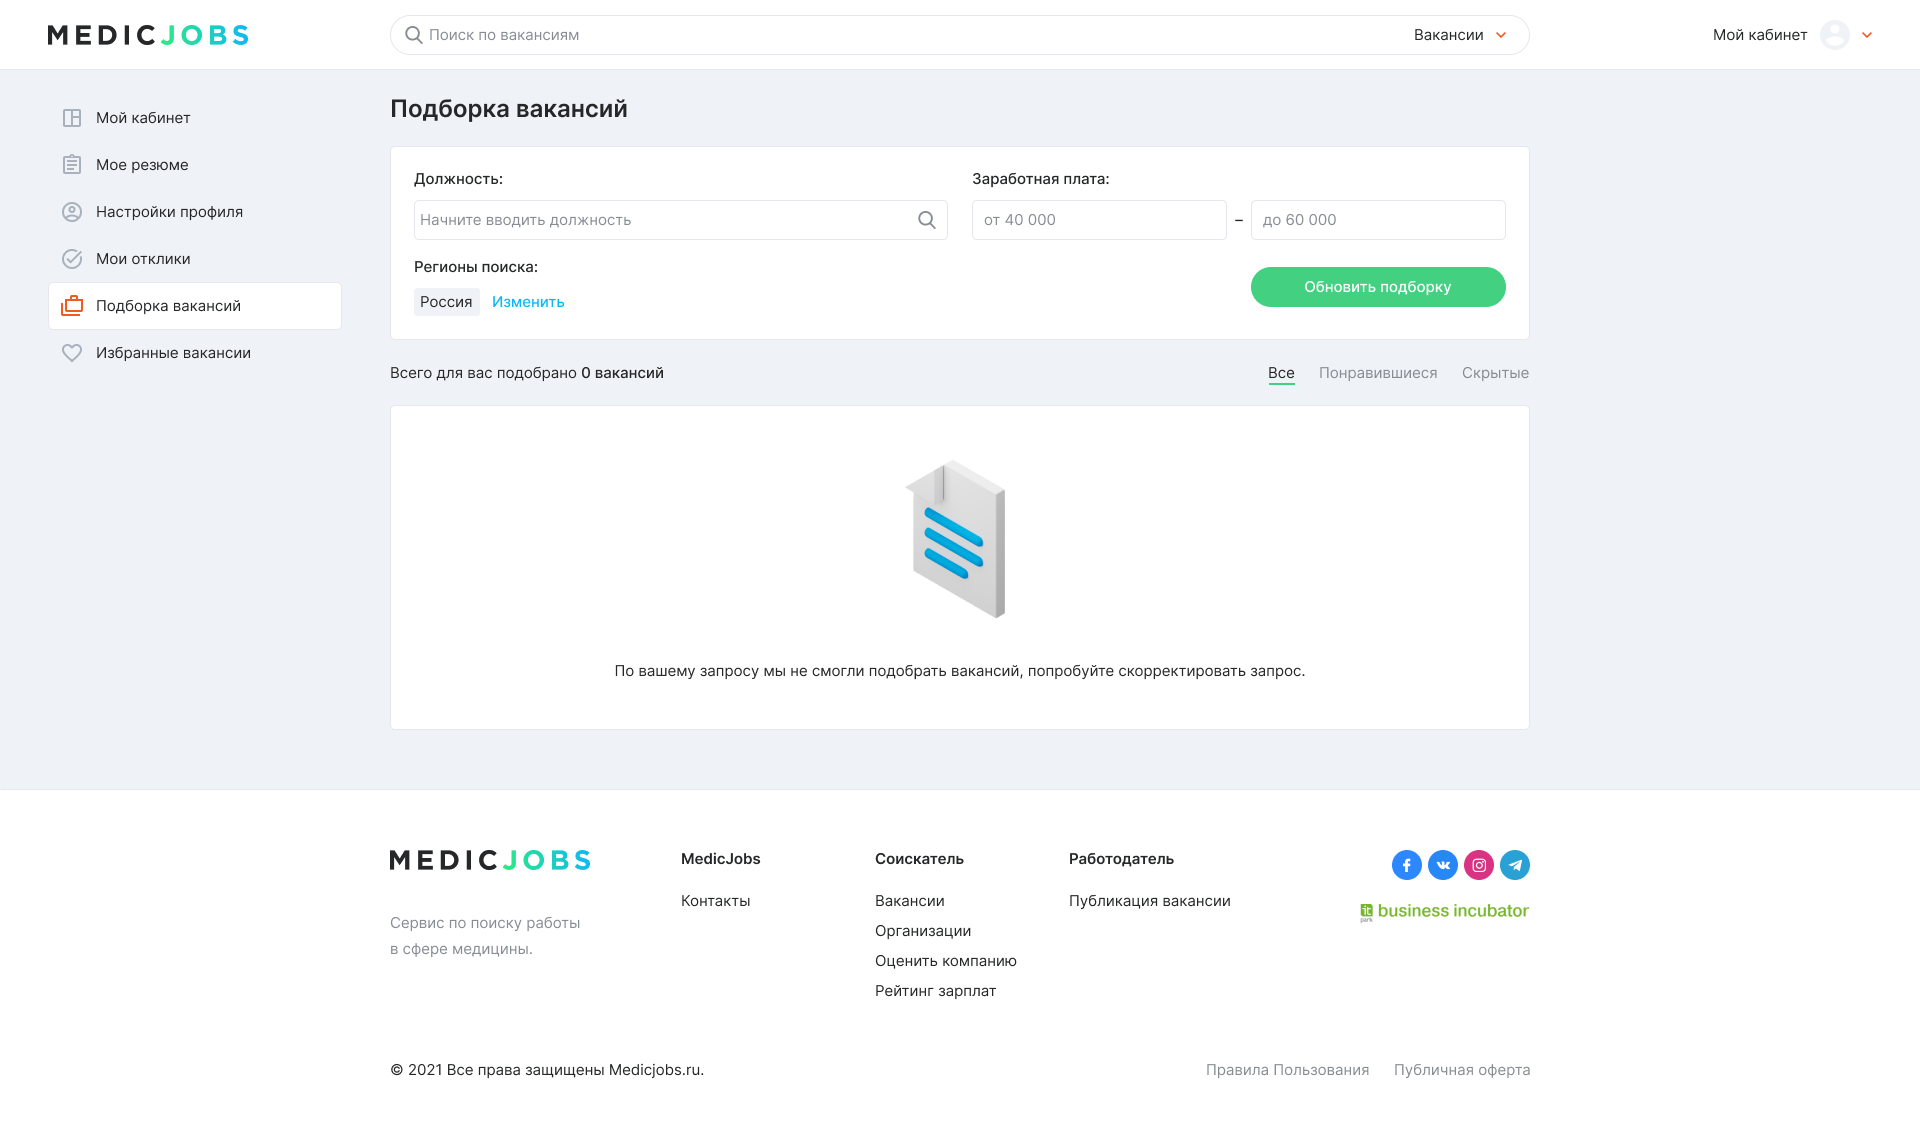 MEDICJOBS
Поиск по вакансиям
Вакансии
Мой кабинет
Мой кабинет
Мое резюме
Настройки профиля
Мои отклики
Подборка вакансий
Избранные вакансии
Подборка вакансий
Должность:
Начните вводить должность
Заработная плата:
от 40 000
–
до 60 000
Регионы поиска:
Россия Изменить
Обновить подборку
Всего для вас подобрано 0 вакансий
Все Понравившиеся Скрытые
По вашему запросу мы не смогли подобрать вакансий, попробуйте скорректировать запрос.
MEDICJOBS
Сервис по поиску работы
в сфере медицины.
MedicJobs
Контакты
Соискатель
Вакансии
Организации
Оценить компанию
Рейтинг зарплат
Работодатель
Публикация вакансии
it park business incubator
© 2021 Все права защищены Medicjobs.ru.
Правила Пользования Публичная оферта